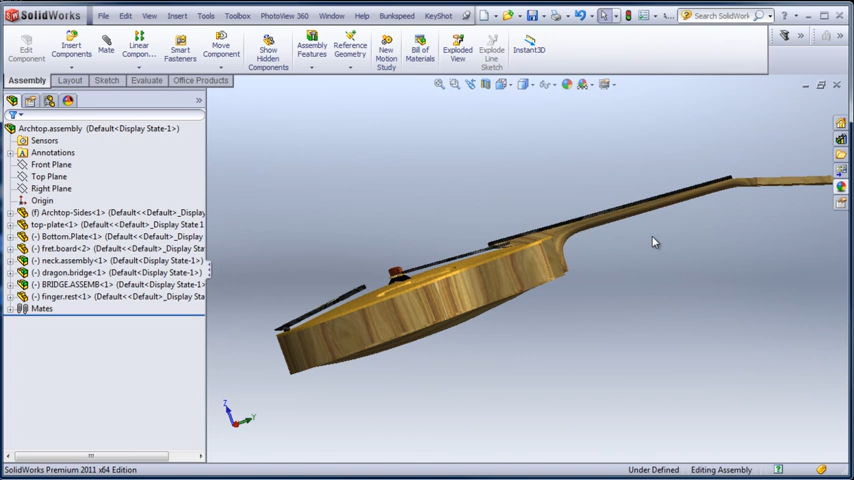 SolidWorks
File Edit View Insert Tools Toolbox PhotoView 360 Window Bunkspeed KeyShot
Search SolidWork
Edit Component
Insert Components
Mate
Linear Compon...
Smart Fasteners
Move Component
Show Hidden Components
Assembly Features
Reference Geometry
New Motion Study
Bill of Materials
Exploded View
Explode Line Sketch
Instant3D
Assembly Layout Sketch Evaluate Office Products
Archtop.assembly (Default<Display State-1>)
Sensors
Annotations
Front Plane
Top Plane
Right Plane
Origin
(f) Archtop-Sides<1> (Default<<Default>_Display
top-plate<1> (Default<<Default>_Display State 1
(-) Bottom.Plate<1> (Default<<Default>_Display
(-) fret.board<2> (Default<<Default>_Display Sta
(-) neck.assembly<1> (Default<Display State-1>)
(-) dragon.bridge<1> (Default<Display State-1>)
(-) BRIDGE.ASSEMB<1> (Default<Display State-1>)
(-) finger.rest<1> (Default<<Default>_Display Sta
Mates
Z
Y
SolidWorks Premium 2011 x64 Edition
Under Defined
Editing Assembly